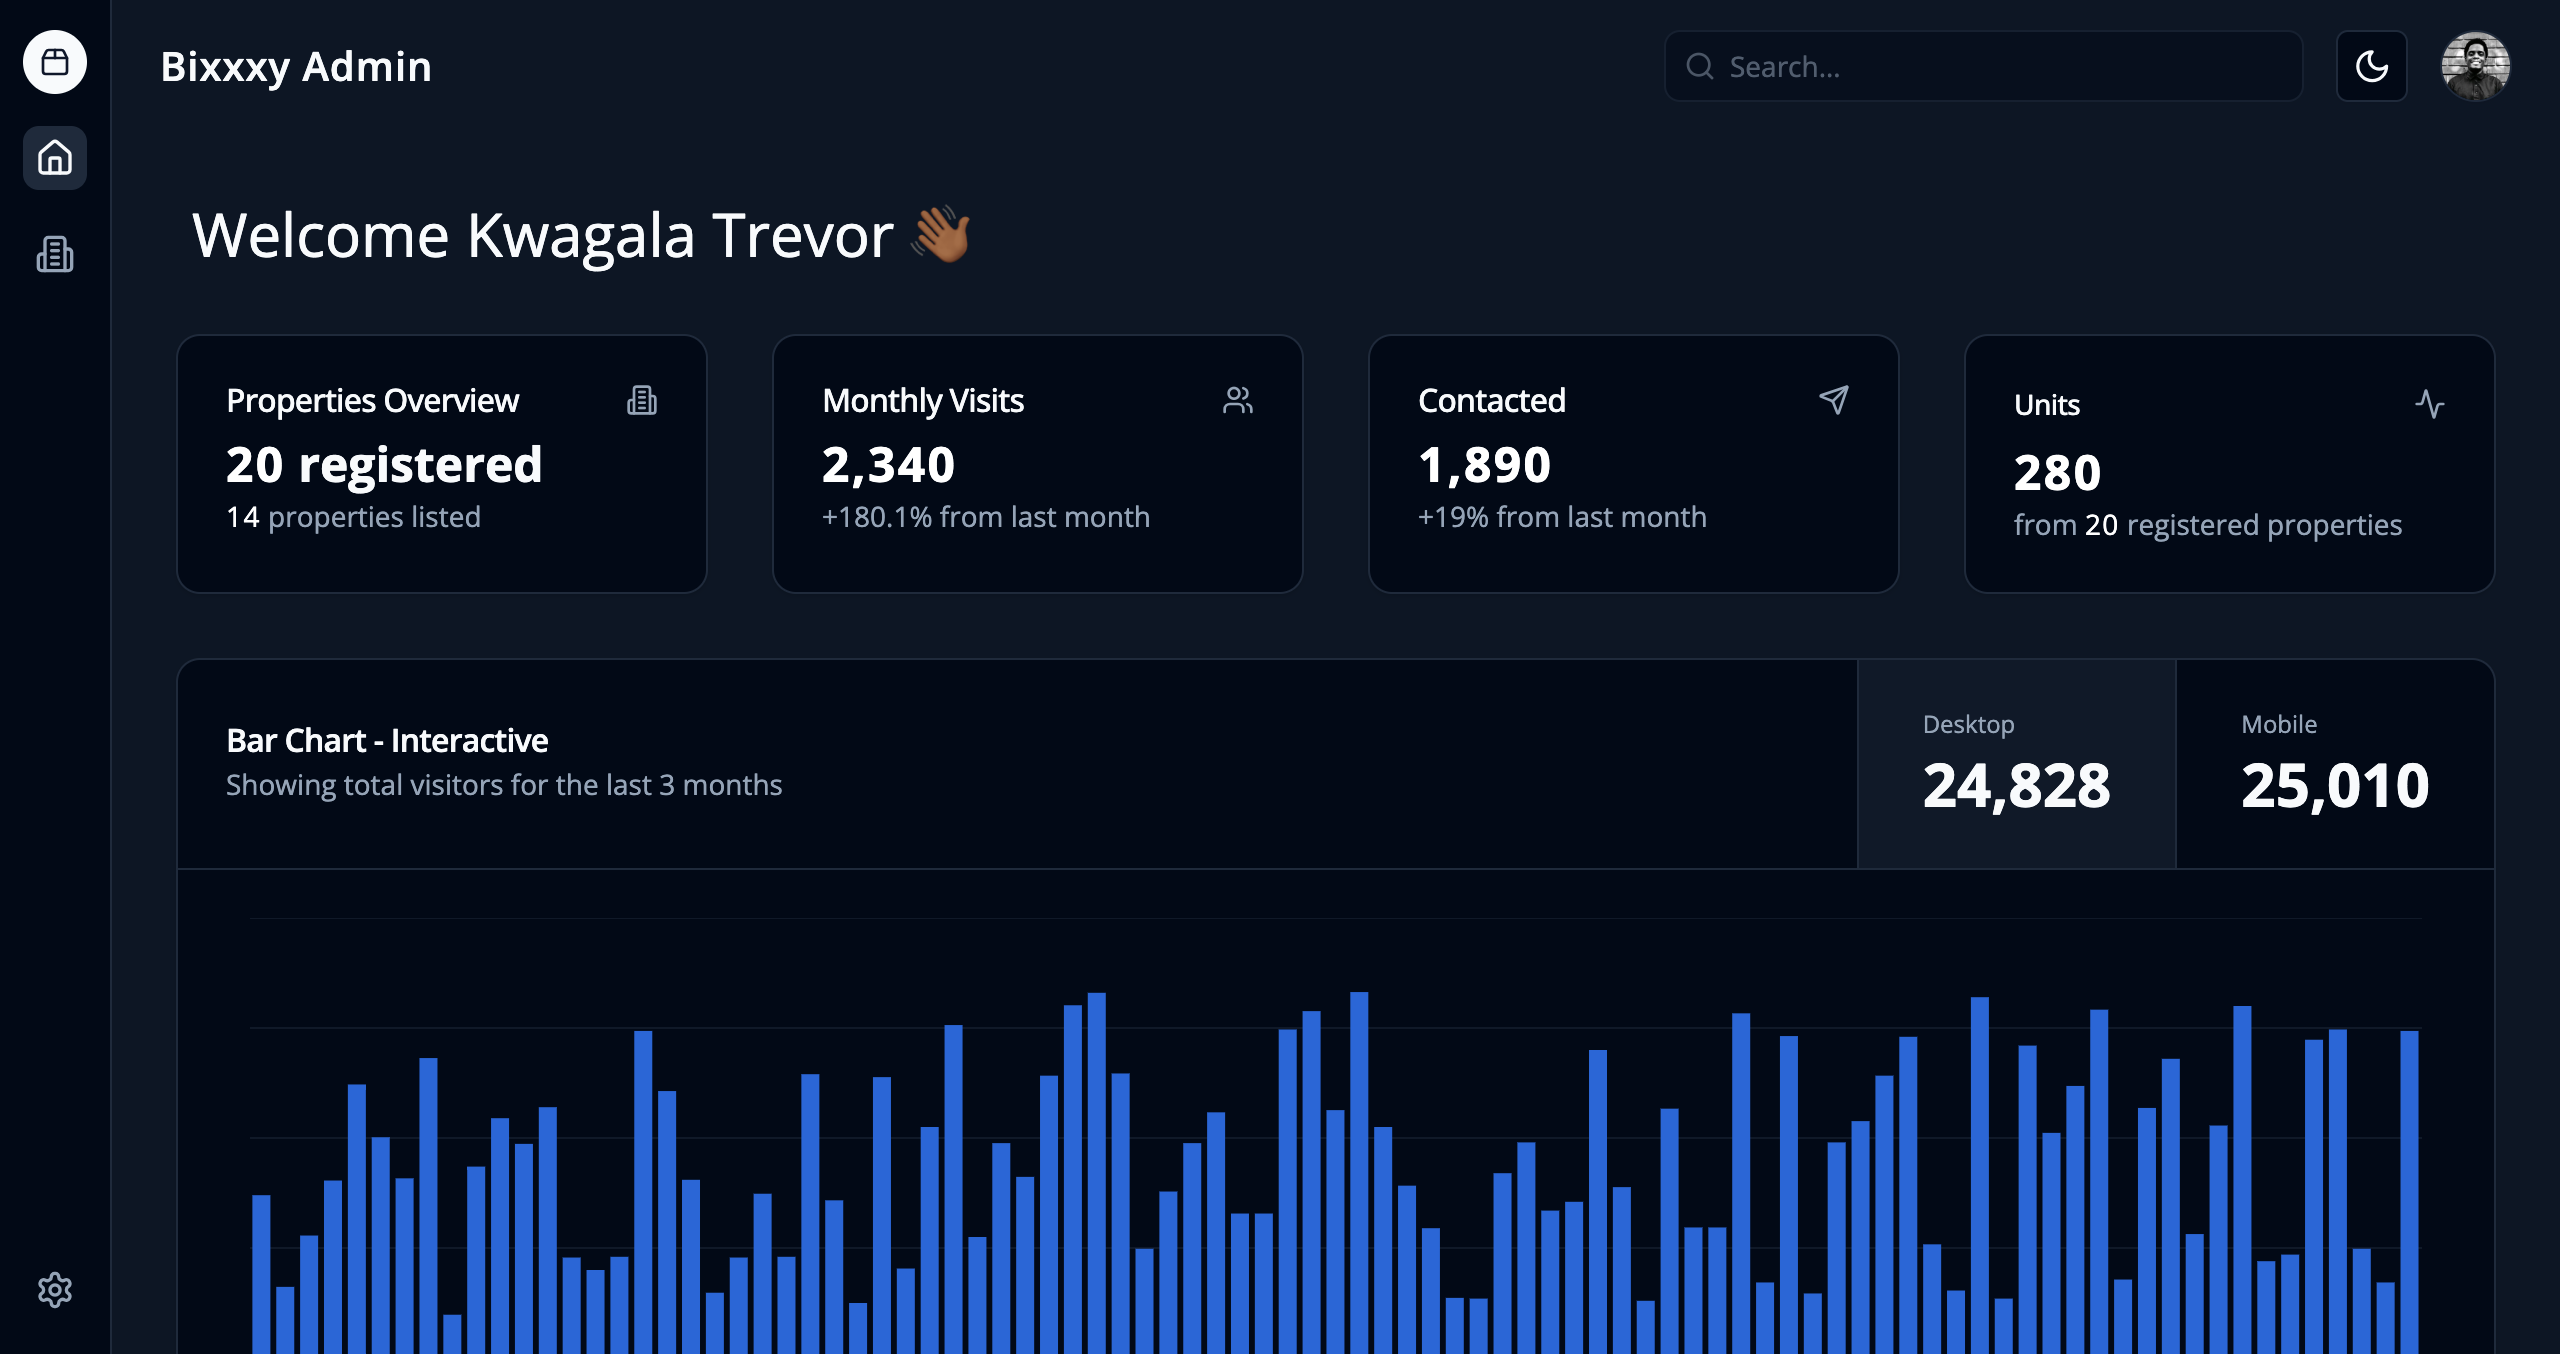 Bixxxy Admin
Search...
Welcome Kwagala Trevor 👋🏾
Properties Overview
20 registered
14 properties listed
Monthly Visits
2,340
+180.1% from last month
Contacted
1,890
+19% from last month
Units
280
from 20 registered properties
Bar Chart - Interactive
Showing total visitors for the last 3 months
Desktop
24,828
Mobile
25,010